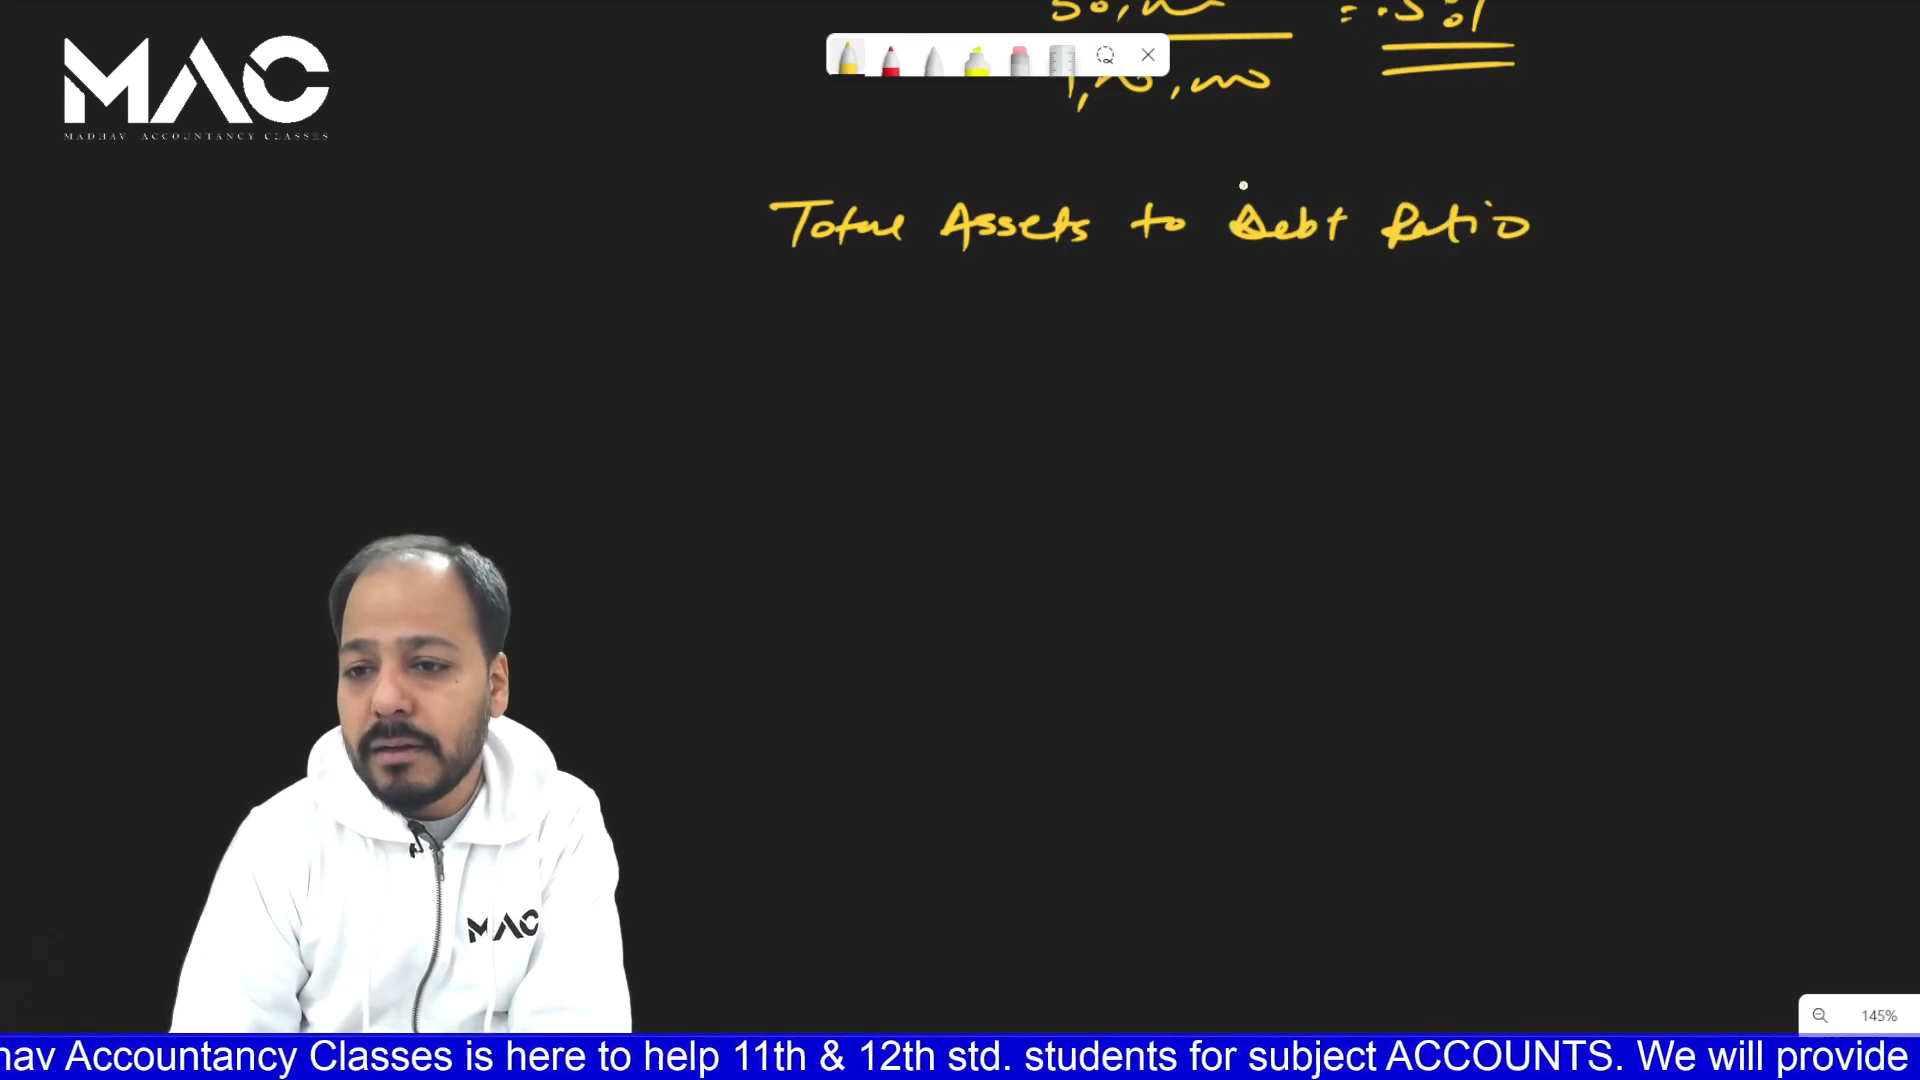 = .5:1
MAC
MADHAV ACCOUNTANCY CLASSES
Total Assets to Debt Ratio
MAC
145%
hav Accountancy Classes is here to help 11th & 12th std. students for subject ACCOUNTS. We will provide